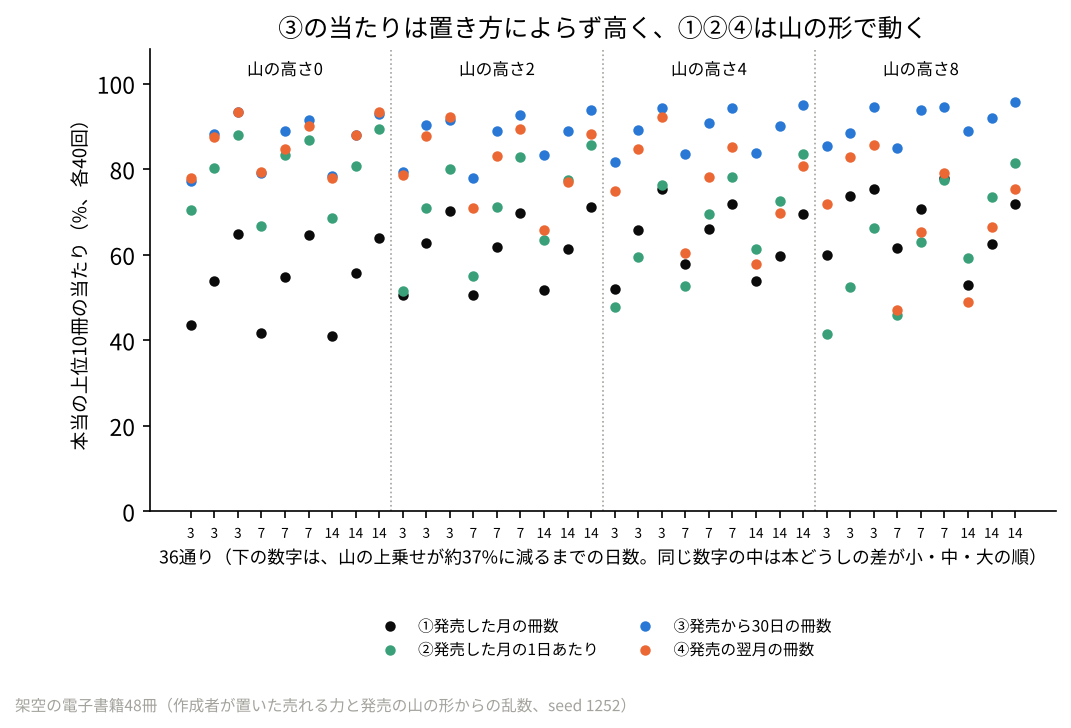 ③の当たりは置き方によらず高く、①②④は山の形で動く
山の高さ0 山の高さ2 山の高さ4 山の高さ8
本当の上位10冊の当たり（%、各40回）
100
80
60
40
20
0
3 3 3 7 7 7 14 14 14 3 3 3 7 7 7 14 14 14 3 3 3 7 7 7 14 14 14 3 3 3 7 7 7 14 14 14
36通り（下の数字は、山の上乗せが約37%に減るまでの日数。同じ数字の中は本どうしの差が小・中・大の順）
①発売した月の冊数 ③発売から30日の冊数
②発売した月の1日あたり ④発売の翌月の冊数
架空の電子書籍48冊（作成者が置いた売れる力と発売の山の形からの乱数、seed 1252）